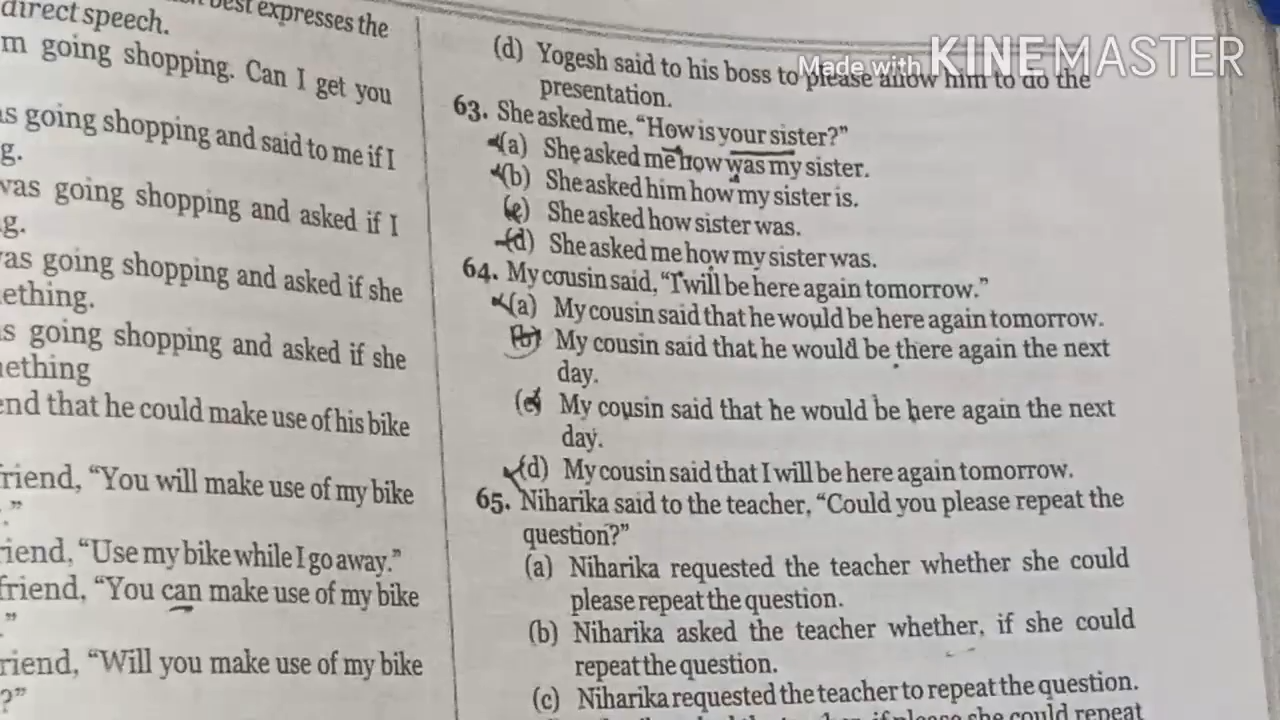 best expresses the
direct speech.
m going shopping. Can I get you
as going shopping and said to me if I
g.
was going shopping and asked if I
g.
was going shopping and asked if she
ething.
s going shopping and asked if she
ething
end that he could make use of his bike
friend, “You will make use of my bike
.”
riend, “Use my bike while I go away.”
friend, “You can make use of my bike
”
riend, “Will you make use of my bike
?”
Made with KINEMASTER
(d) Yogesh said to his boss to please allow him to do the
presentation.
63. She asked me, “How is your sister?”
(a) She asked me how was my sister.
(b) She asked him how my sister is.
(c) She asked how sister was.
(d) She asked me how my sister was.
64. My cousin said, “I will be here again tomorrow.”
(a) My cousin said that he would be here again tomorrow.
(b) My cousin said that he would be there again the next
day.
(c) My cousin said that he would be here again the next
day.
(d) My cousin said that I will be here again tomorrow.
65. Niharika said to the teacher, “Could you please repeat the
question?”
(a) Niharika requested the teacher whether she could
please repeat the question.
(b) Niharika asked the teacher whether, if she could
repeat the question.
(c) Niharika requested the teacher to repeat the question.
if please she could repeat